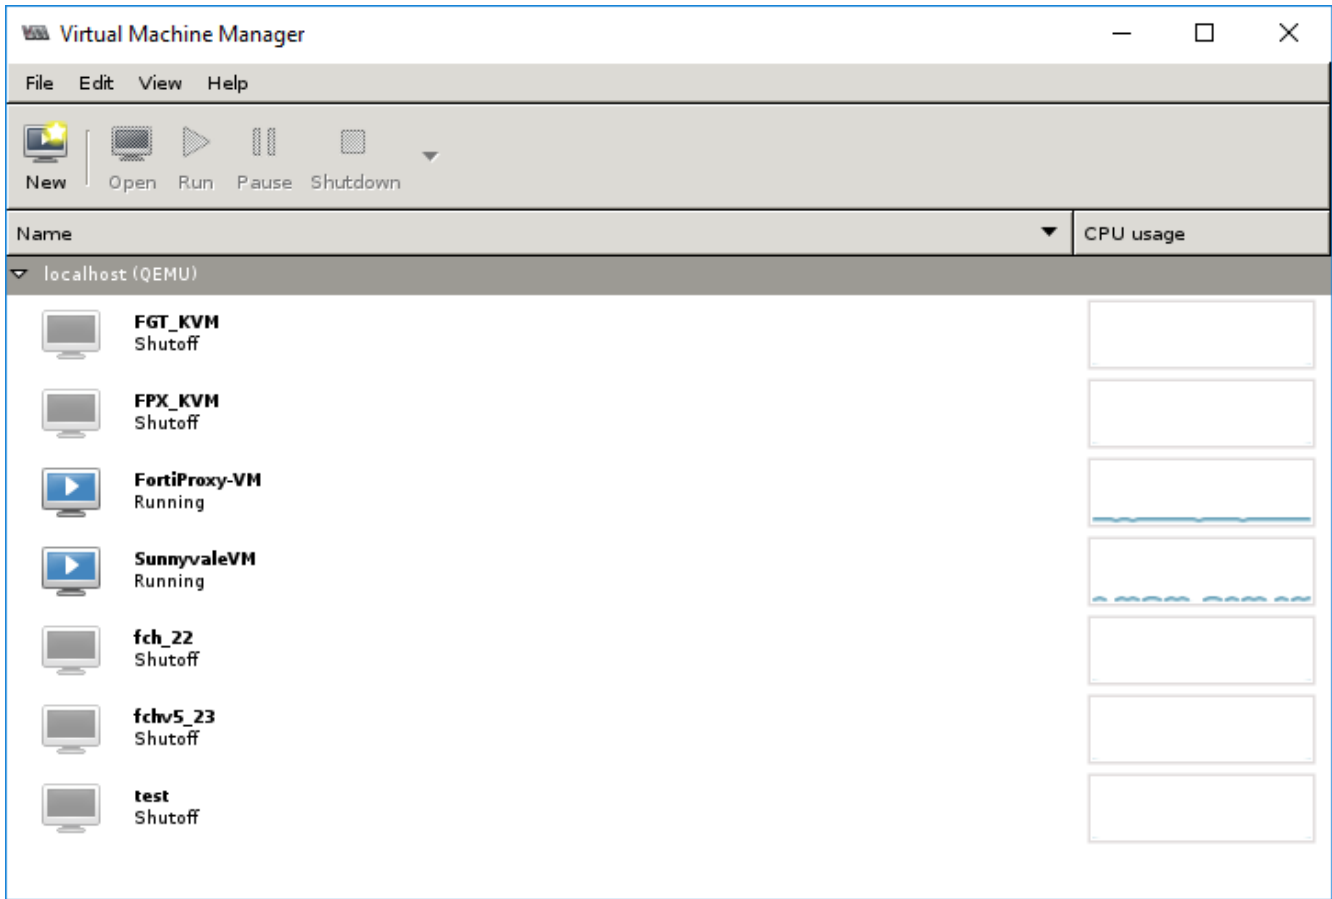 Virtual Machine Manager
File Edit View Help
New Open Run Pause Shutdown
Name CPU usage
localhost (QEMU)
FGT_KVM
Shutoff
FPX_KVM
Shutoff
FortiProxy-VM
Running
SunnyvaleVM
Running
fch_22
Shutoff
fchv5_23
Shutoff
test
Shutoff